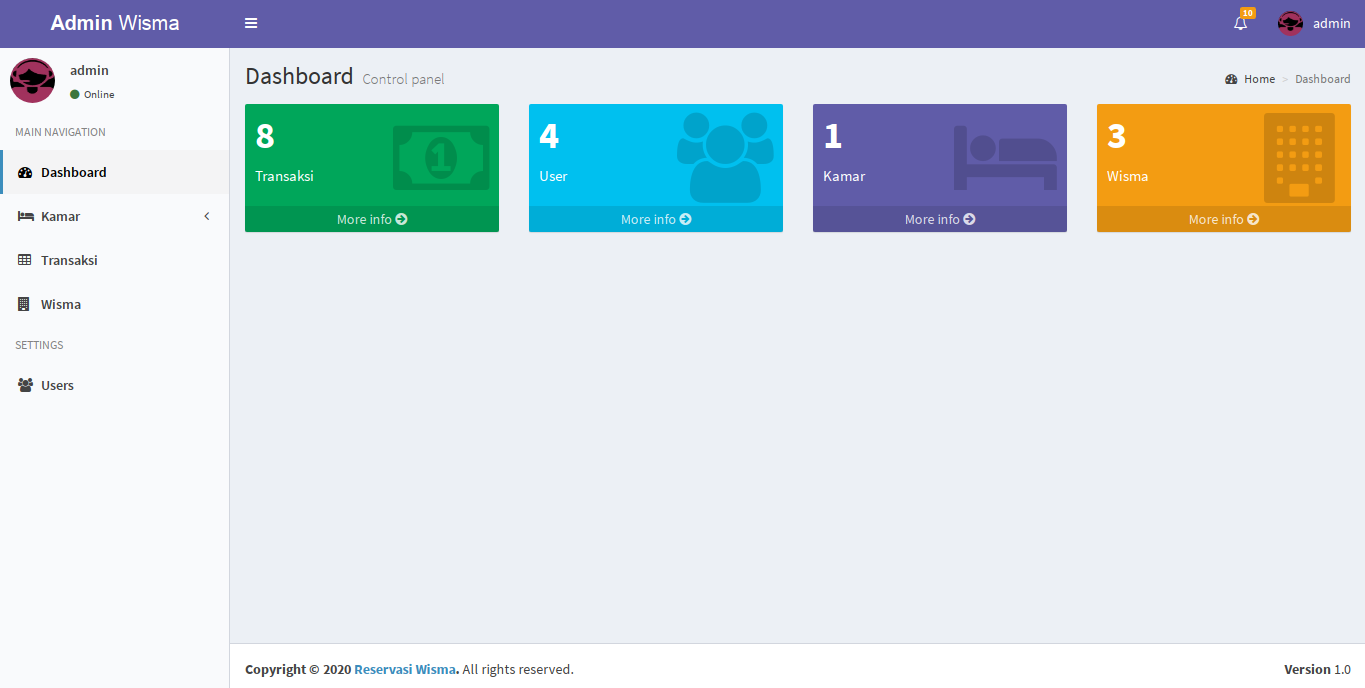 Admin Wisma
10
admin
admin
Online
MAIN NAVIGATION
Dashboard
Kamar
Transaksi
Wisma
SETTINGS
Users
Dashboard Control panel
Home > Dashboard
8
Transaksi
1
More info
4
User
More info
1
Kamar
More info
3
Wisma
More info
Copyright © 2020 Reservasi Wisma. All rights reserved.
Version 1.0